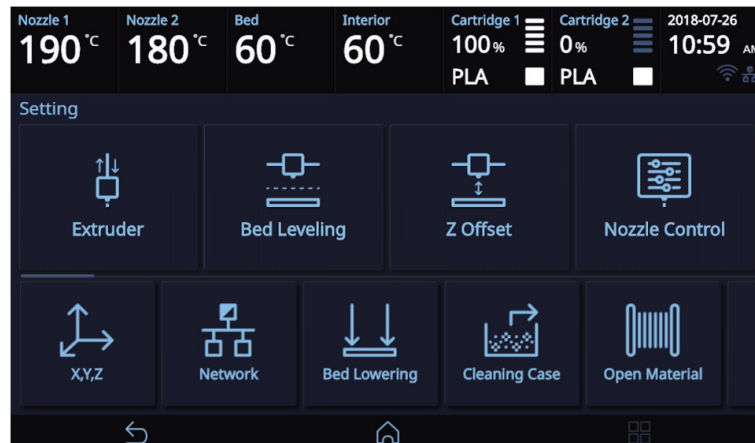 Nozzle 1 Nozzle 2 Bed Interior Cartridge 1 Cartridge 2 2018-07-26
190 °C 180 °C 60 °C 60 °C 100 % 0 % 10:59 AM
PLA PLA
Setting
Extruder Bed Leveling Z Offset Nozzle Control
X,Y,Z Network Bed Lowering Cleaning Case Open Material